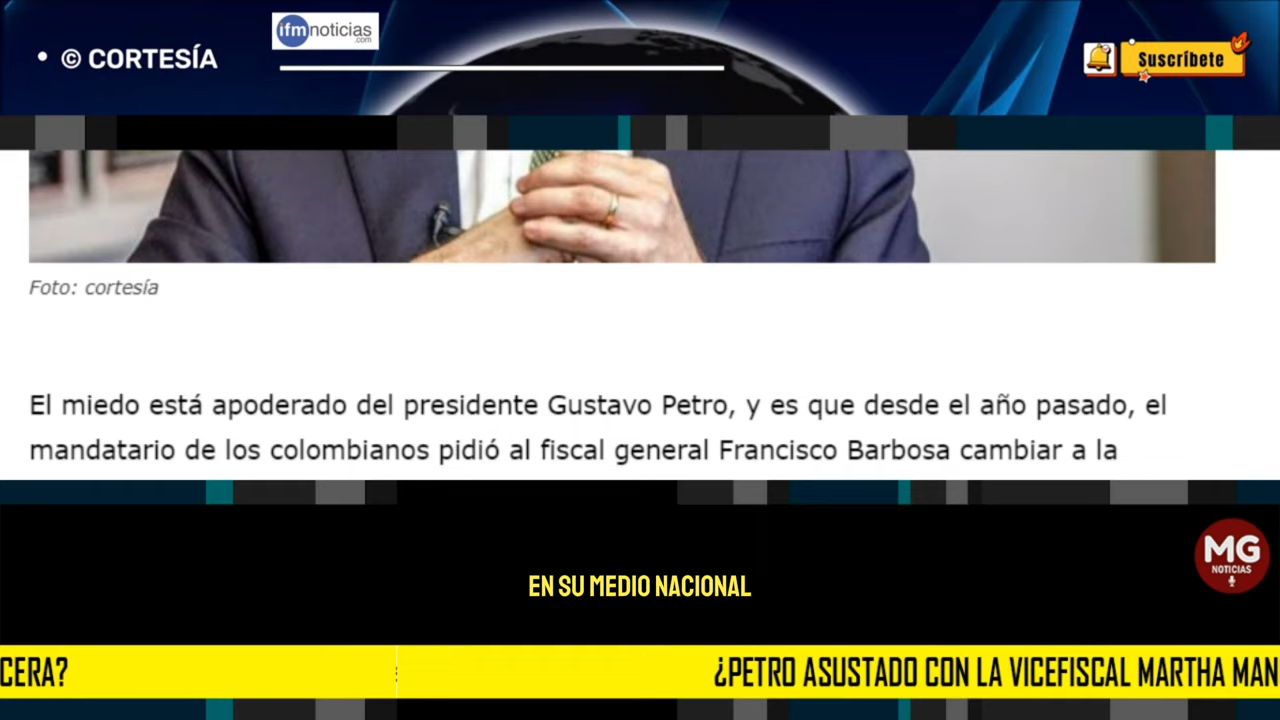 • © CORTESÍA
ifmnoticias
.com
Suscríbete
Foto: cortesía
El miedo está apoderado del presidente Gustavo Petro, y es que desde el año pasado, el
mandatario de los colombianos pidió al fiscal general Francisco Barbosa cambiar a la
MG
NOTICIAS
EN SU MEDIO NACIONAL
CERA?
¿PETRO ASUSTADO CON LA VICEFISCAL MARTHA MAN